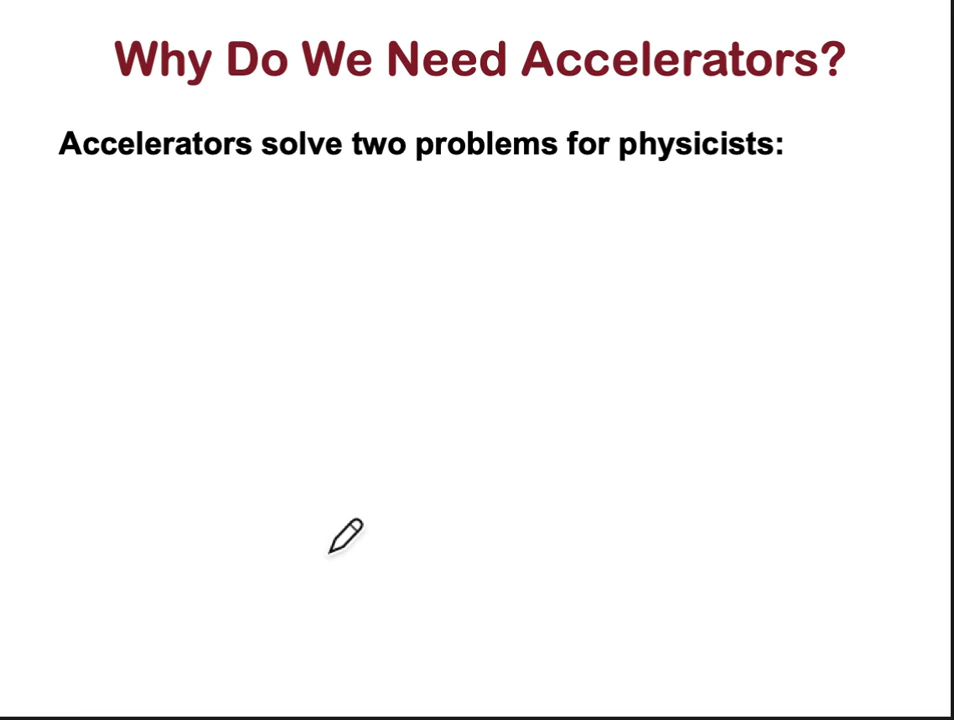 Why Do We Need Accelerators?
Accelerators solve two problems for physicists: